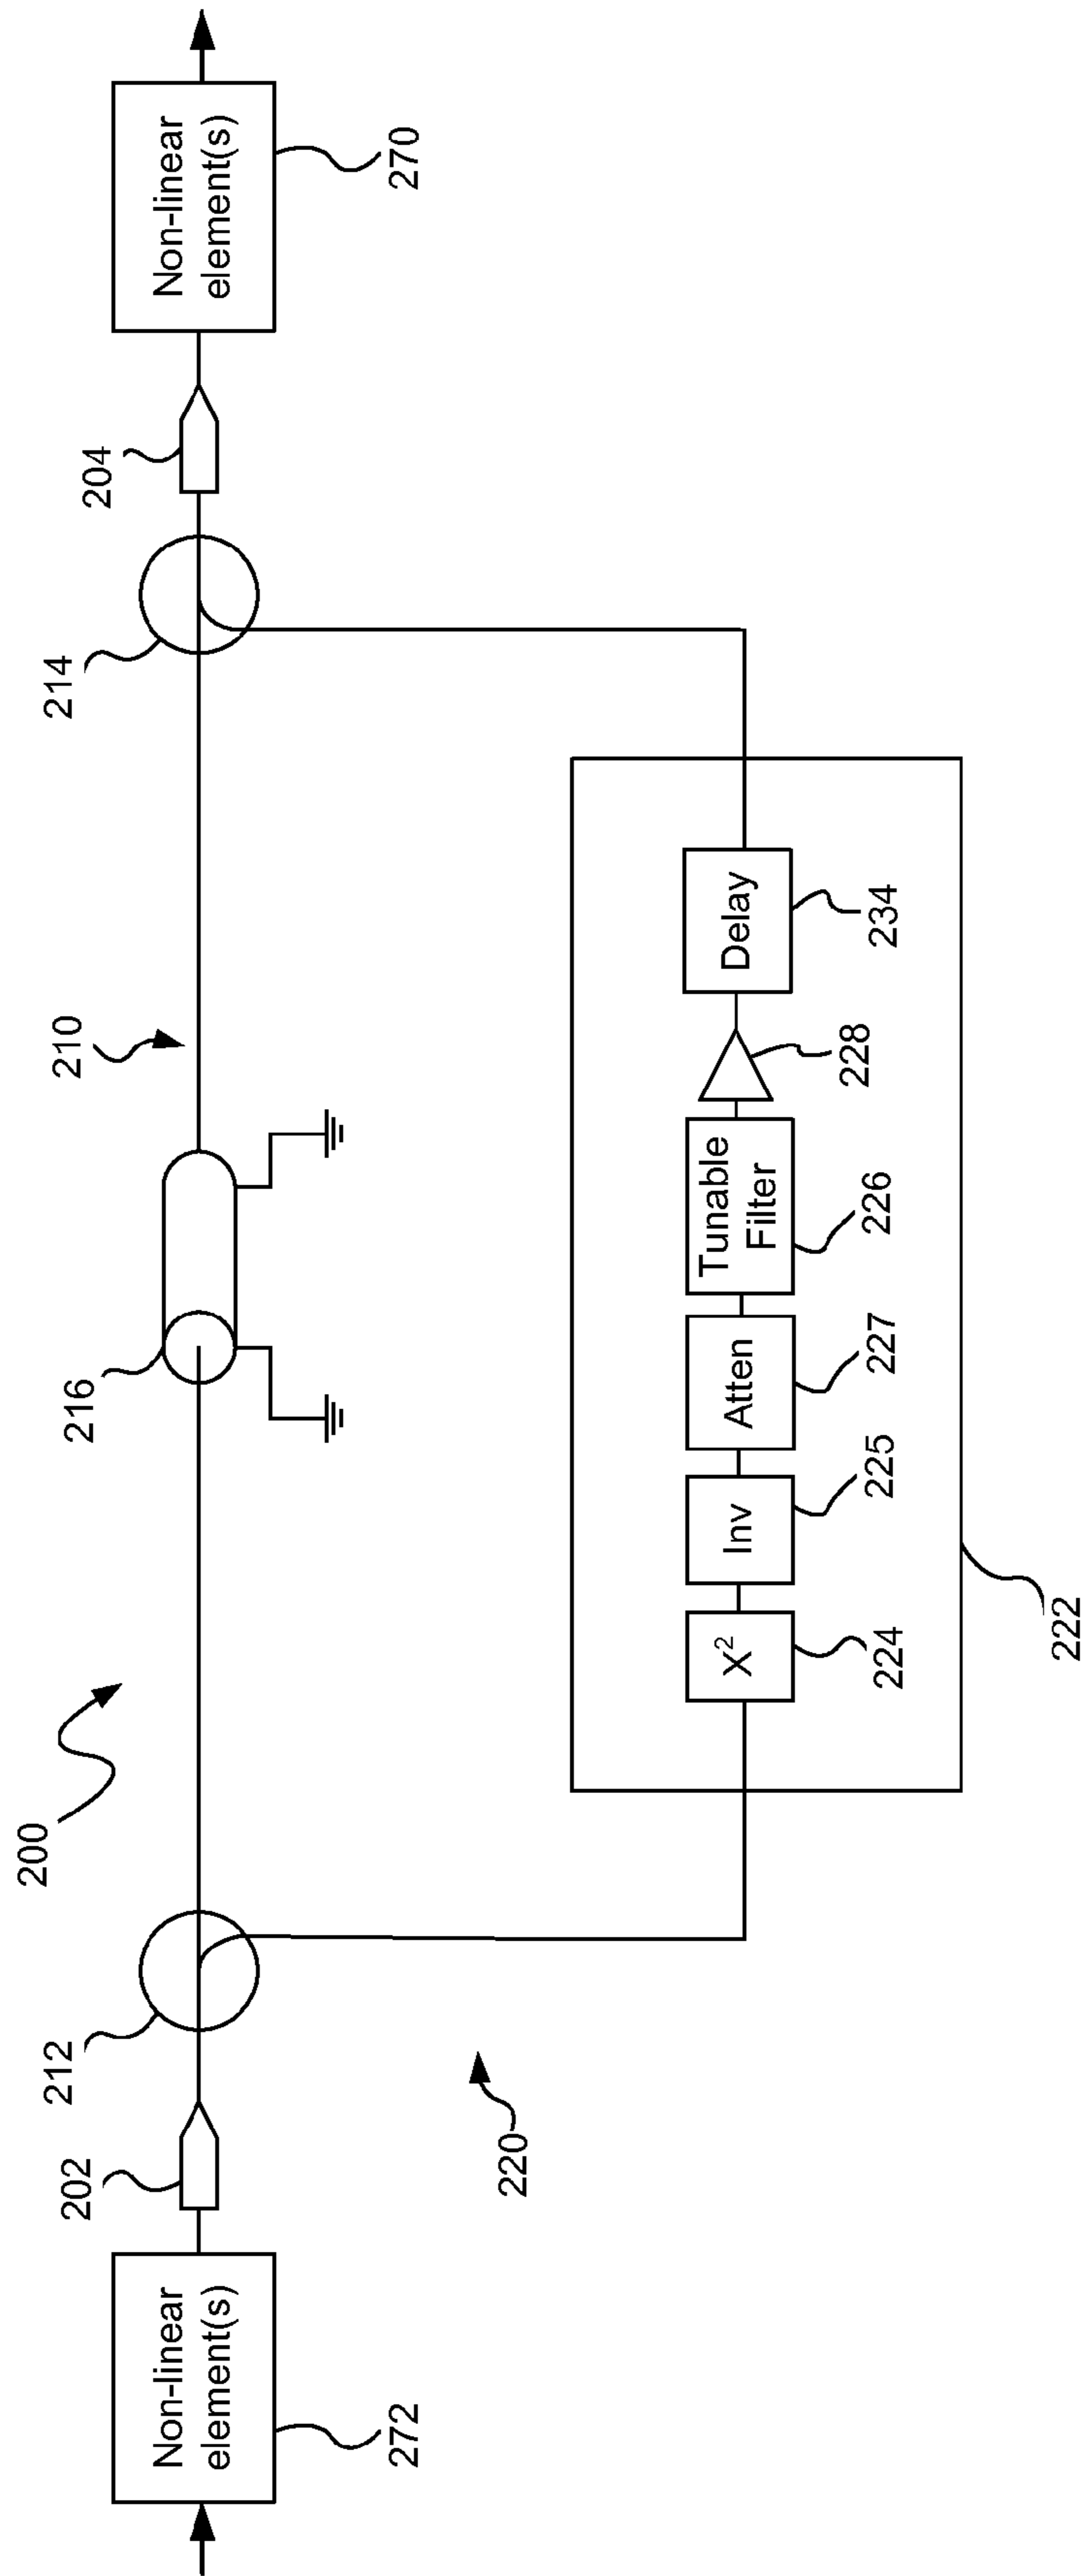 200
210
272
Non-linear
element(s)
202
212
216
214
204
Non-linear
element(s)
270
220
222
X²
224
Inv
225
Atten
227
Tunable
Filter
226
228
Delay
234